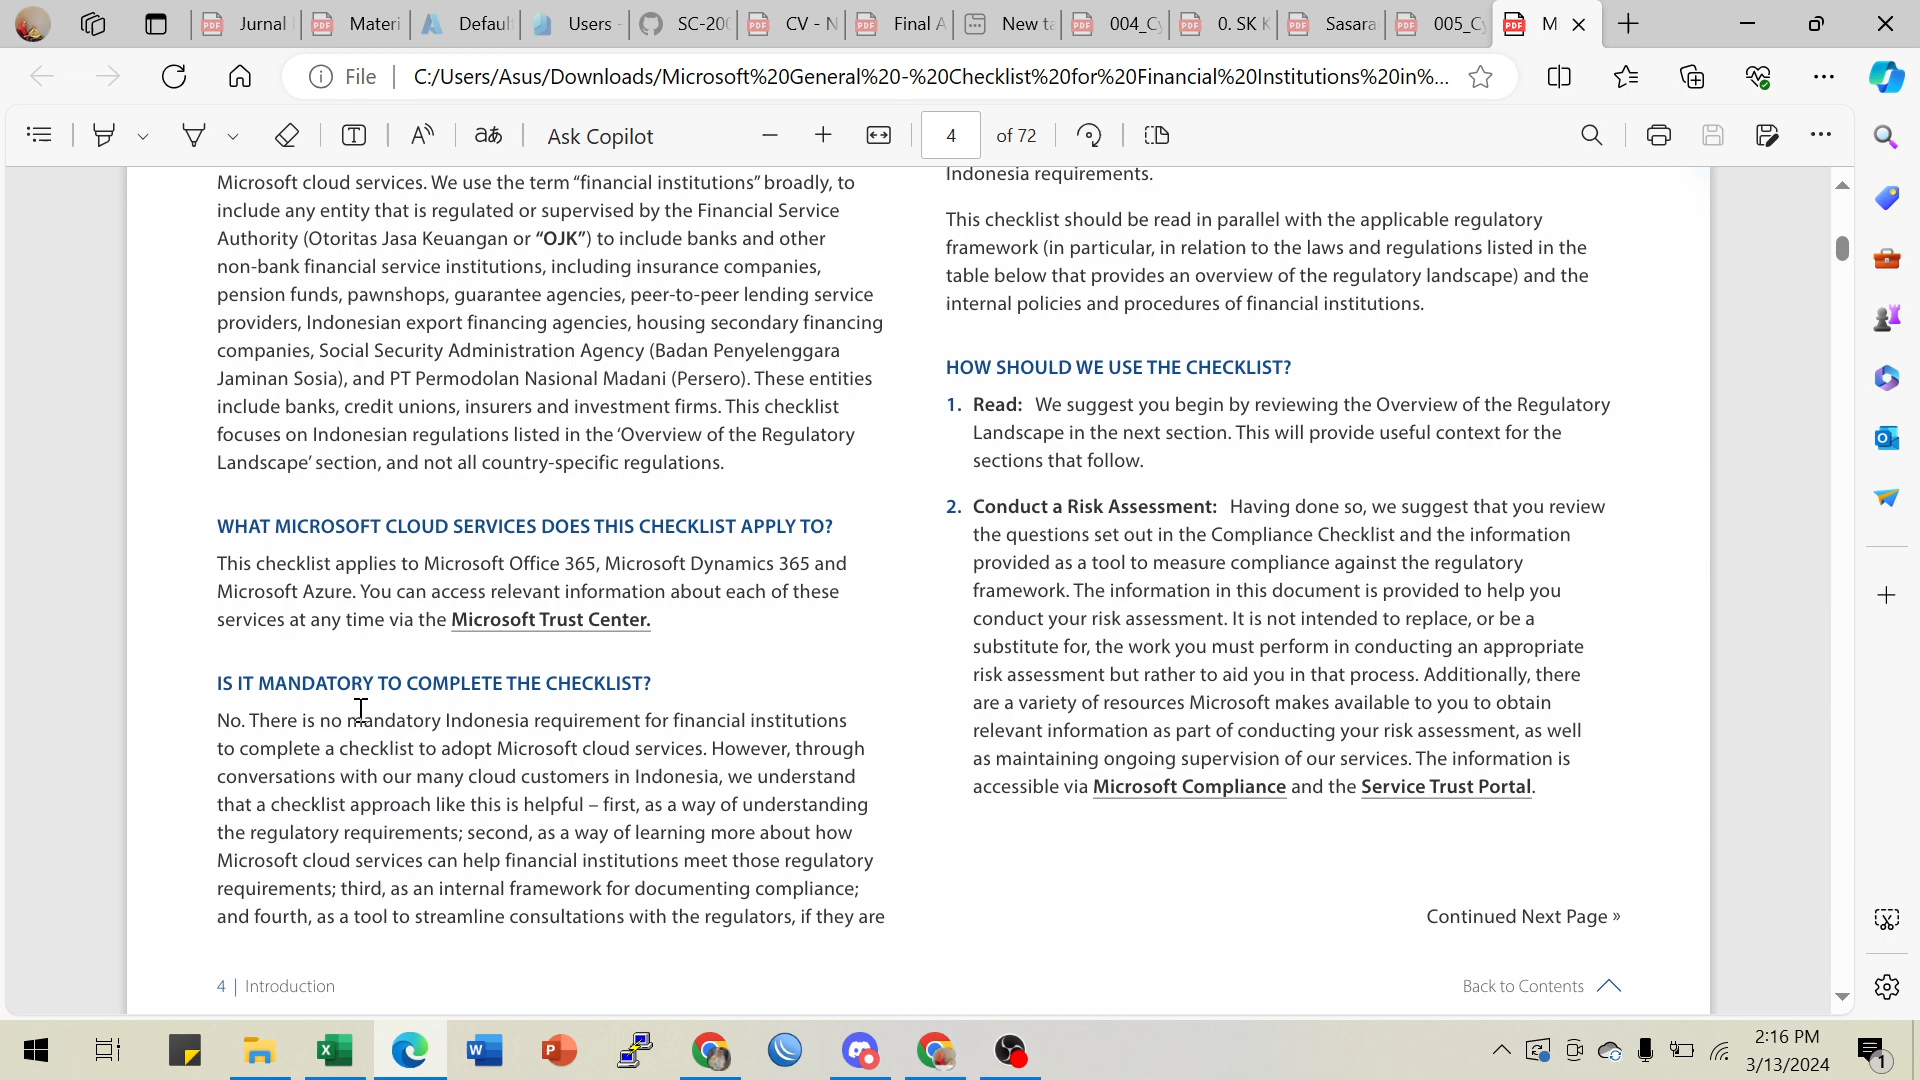 Jurnal
Materi
Defaul
Users -
SC-200
CV - N
Final A
New ta
004_Cy
0. SK K
Sasara
005_Cy
M
File
C:/Users/Asus/Downloads/Microsoft%20General%20-%20Checklist%20for%20Financial%20Institutions%20in%...
Ask Copilot
4
of 72
Microsoft cloud services. We use the term “financial institutions” broadly, to
include any entity that is regulated or supervised by the Financial Service
Authority (Otoritas Jasa Keuangan or “OJK”) to include banks and other
non-bank financial service institutions, including insurance companies,
pension funds, pawnshops, guarantee agencies, peer-to-peer lending service
providers, Indonesian export financing agencies, housing secondary financing
companies, Social Security Administration Agency (Badan Penyelenggara
Jaminan Sosia), and PT Permodolan Nasional Madani (Persero). These entities
include banks, credit unions, insurers and investment firms. This checklist
focuses on Indonesian regulations listed in the ‘Overview of the Regulatory
Landscape’ section, and not all country-specific regulations.
WHAT MICROSOFT CLOUD SERVICES DOES THIS CHECKLIST APPLY TO?
This checklist applies to Microsoft Office 365, Microsoft Dynamics 365 and
Microsoft Azure. You can access relevant information about each of these
services at any time via the Microsoft Trust Center.
IS IT MANDATORY TO COMPLETE THE CHECKLIST?
No. There is no mandatory Indonesia requirement for financial institutions
to complete a checklist to adopt Microsoft cloud services. However, through
conversations with our many cloud customers in Indonesia, we understand
that a checklist approach like this is helpful – first, as a way of understanding
the regulatory requirements; second, as a way of learning more about how
Microsoft cloud services can help financial institutions meet those regulatory
requirements; third, as an internal framework for documenting compliance;
and fourth, as a tool to streamline consultations with the regulators, if they are
Indonesia requirements.
This checklist should be read in parallel with the applicable regulatory
framework (in particular, in relation to the laws and regulations listed in the
table below that provides an overview of the regulatory landscape) and the
internal policies and procedures of financial institutions.
HOW SHOULD WE USE THE CHECKLIST?
1. Read: We suggest you begin by reviewing the Overview of the Regulatory
Landscape in the next section. This will provide useful context for the
sections that follow.
2. Conduct a Risk Assessment: Having done so, we suggest that you review
the questions set out in the Compliance Checklist and the information
provided as a tool to measure compliance against the regulatory
framework. The information in this document is provided to help you
conduct your risk assessment. It is not intended to replace, or be a
substitute for, the work you must perform in conducting an appropriate
risk assessment but rather to aid you in that process. Additionally, there
are a variety of resources Microsoft makes available to you to obtain
relevant information as part of conducting your risk assessment, as well
as maintaining ongoing supervision of our services. The information is
accessible via Microsoft Compliance and the Service Trust Portal.
Continued Next Page »
4 | Introduction
Back to Contents
2:16 PM
3/13/2024
1